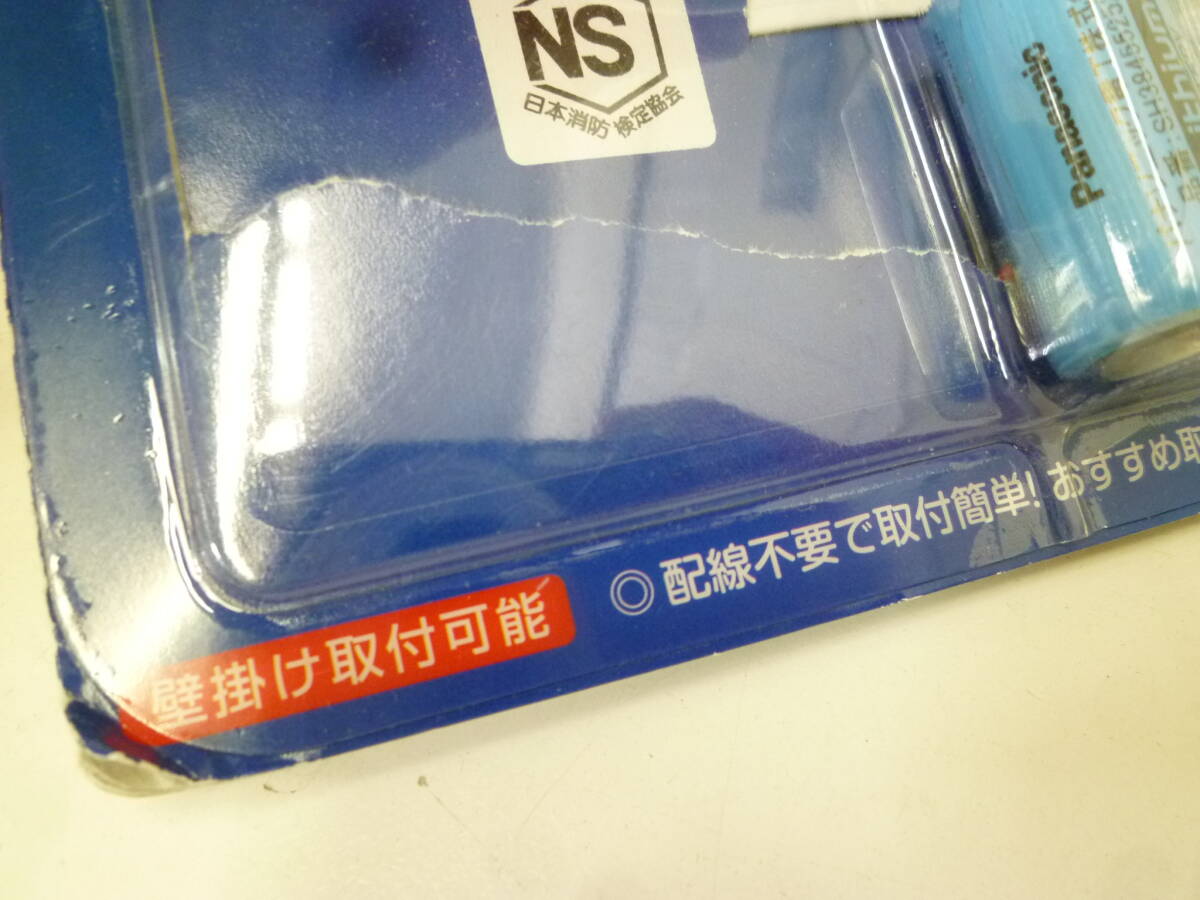 NS
日本消防検定協会
Panasonic
SH384552
◎ 配線不要で取付簡単! おすすめ取
壁掛け取付可能